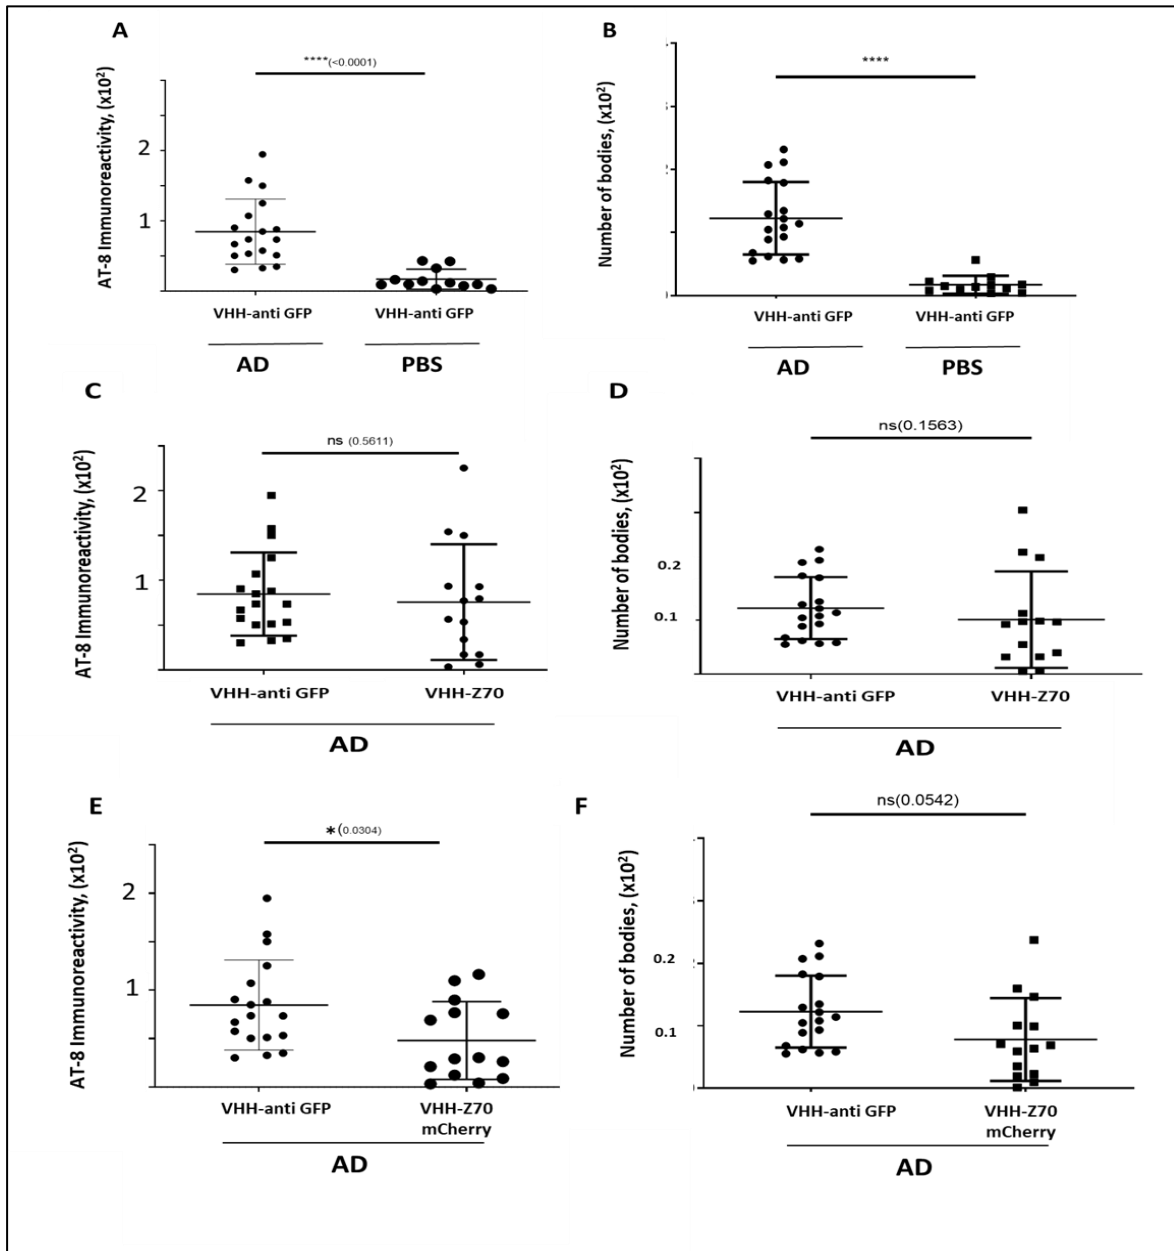 A
****(<0.0001)
AT-8 Immunoreactivity, (x10²)
2
1
VHH-anti GFP
VHH-anti GFP
AD
PBS
B
****
Number of bodies, (x10²)
VHH-anti GFP
VHH-anti GFP
AD
PBS
C
ns (0.5611)
AT-8 Immunoreactivity, (x10²)
2
1
VHH-anti GFP
VHH-Z70
AD
D
ns(0.1563)
Number of bodies, (x10²)
0.2
0.1
VHH-anti GFP
VHH-Z70
AD
E
*(0.0304)
AT-8 Immunoreactivity, (x10²)
2
1
VHH-anti GFP
VHH-Z70
mCherry
AD
F
ns(0.0542)
Number of bodies, (x10²)
0.2
0.1
VHH-anti GFP
VHH-Z70
mCherry
AD